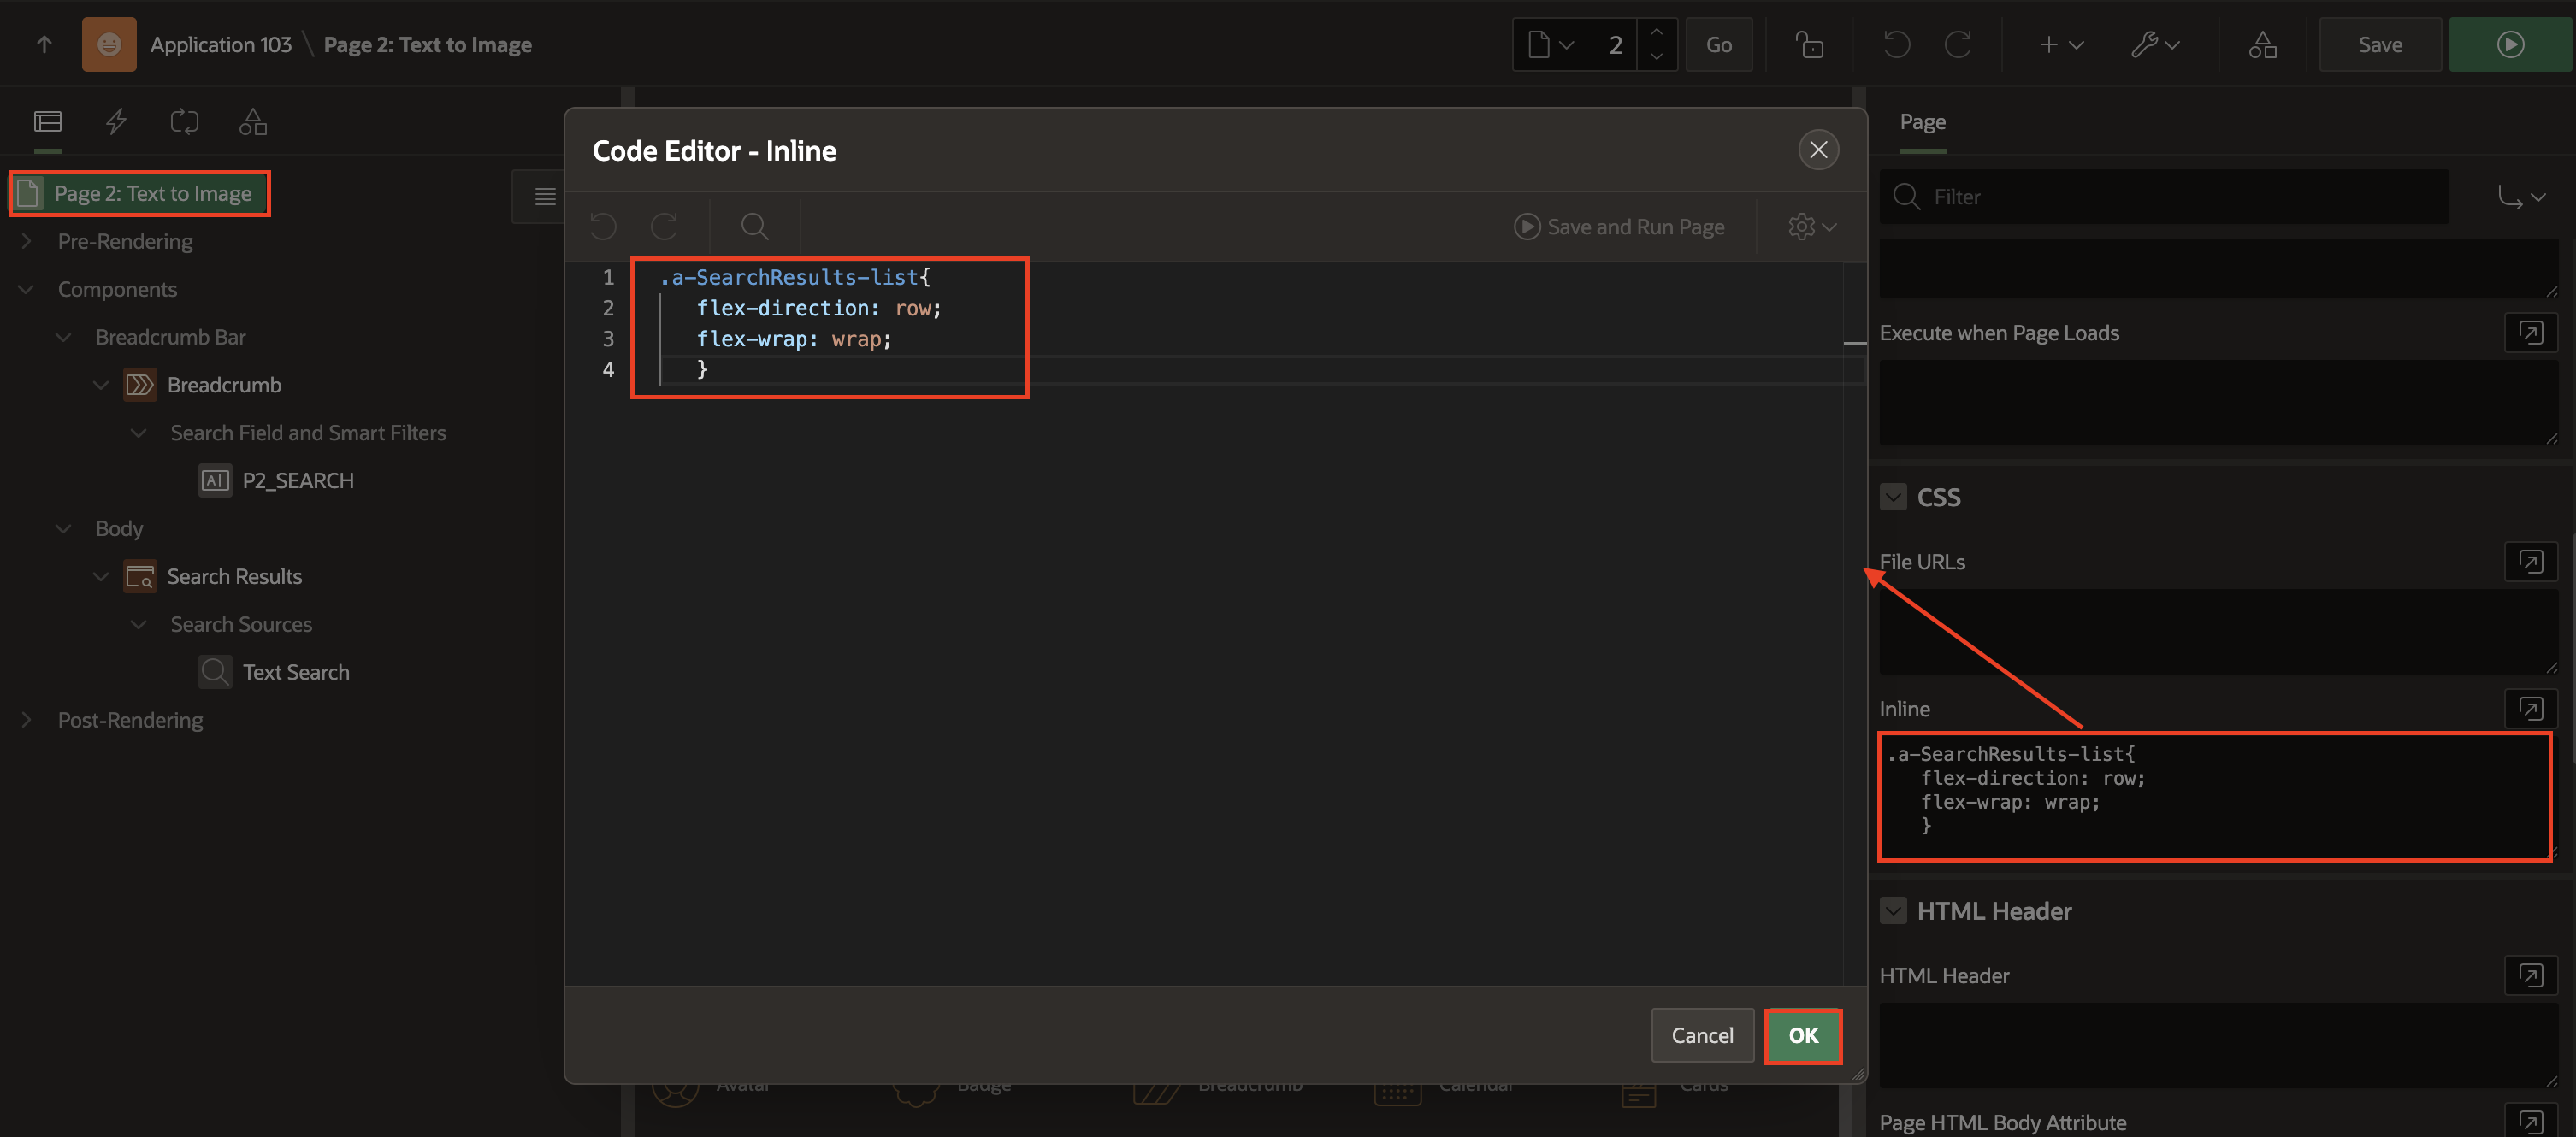 Application 103 \ Page 2: Text to Image
2
Go
Save
Page 2: Text to Image
Pre-Rendering
Components
Breadcrumb Bar
Breadcrumb
Search Field and Smart Filters
P2_SEARCH
Body
Search Results
Search Sources
Text Search
Post-Rendering
Code Editor - Inline
Save and Run Page
1 .a-SearchResults-list{
2 flex-direction: row;
3 flex-wrap: wrap;
4 }
Cancel
OK
Avatar
Badge
Breadcrumb
Calendar
Cards
Page
Filter
Execute when Page Loads
CSS
File URLs
Inline
.a-SearchResults-list{
flex-direction: row;
flex-wrap: wrap;
}
HTML Header
HTML Header
Page HTML Body Attribute